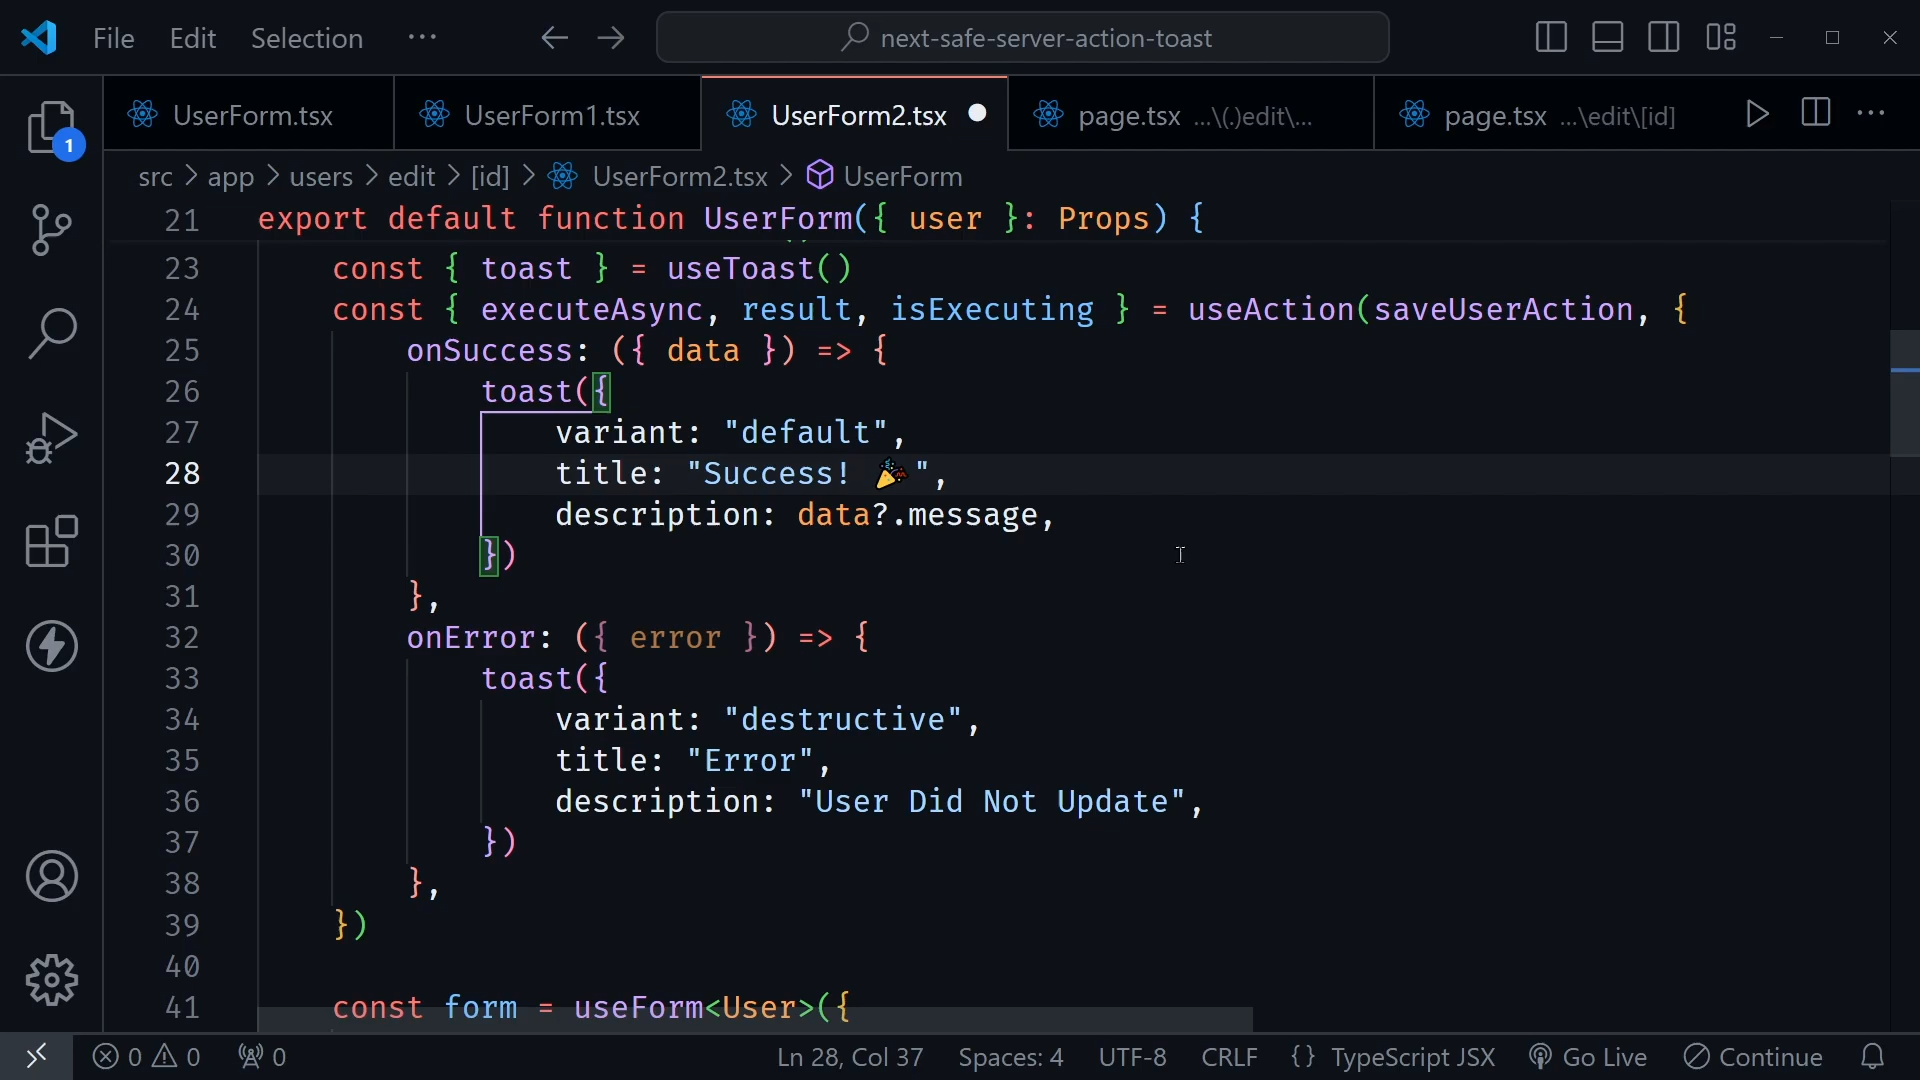 File Edit Selection ··· next-safe-server-action-toast
UserForm.tsx UserForm1.tsx UserForm2.tsx page.tsx ...\(.)edit\... page.tsx ...\edit\[id]
1
src > app > users > edit > [id] > UserForm2.tsx > UserForm
21 export default function UserForm({ user }: Props) {
23 const { toast } = useToast()
24 const { executeAsync, result, isExecuting } = useAction(saveUserAction, {
25 onSuccess: ({ data }) => {
26 toast({
27 variant: "default",
28 title: "Success! 🎉",
29 description: data?.message,
30 })
31 },
32 onError: ({ error }) => {
33 toast({
34 variant: "destructive",
35 title: "Error",
36 description: "User Did Not Update",
37 })
38 },
39 })
40
41 const form = useForm<User>({
0 0 0 Ln 28, Col 37 Spaces: 4 UTF-8 CRLF {} TypeScript JSX Go Live Continue